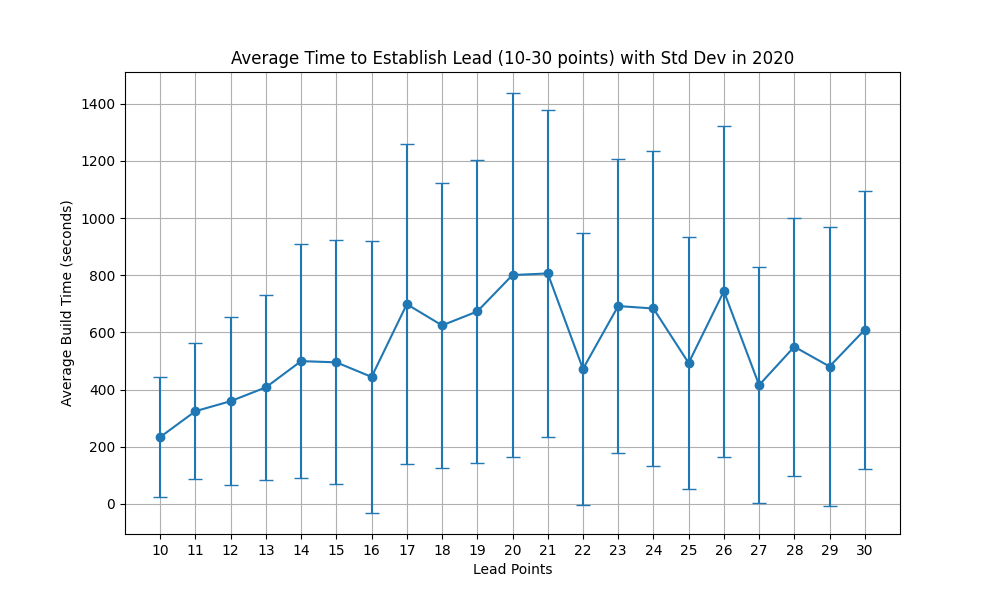 Average Time to Establish Lead (10-30 points) with Std Dev in 2020
1400
1200
1000
800
600
400
200
0
Average Build Time (seconds)
10 11 12 13 14 15 16 17 18 19 20 21 22 23 24 25 26 27 28 29 30
Lead Points